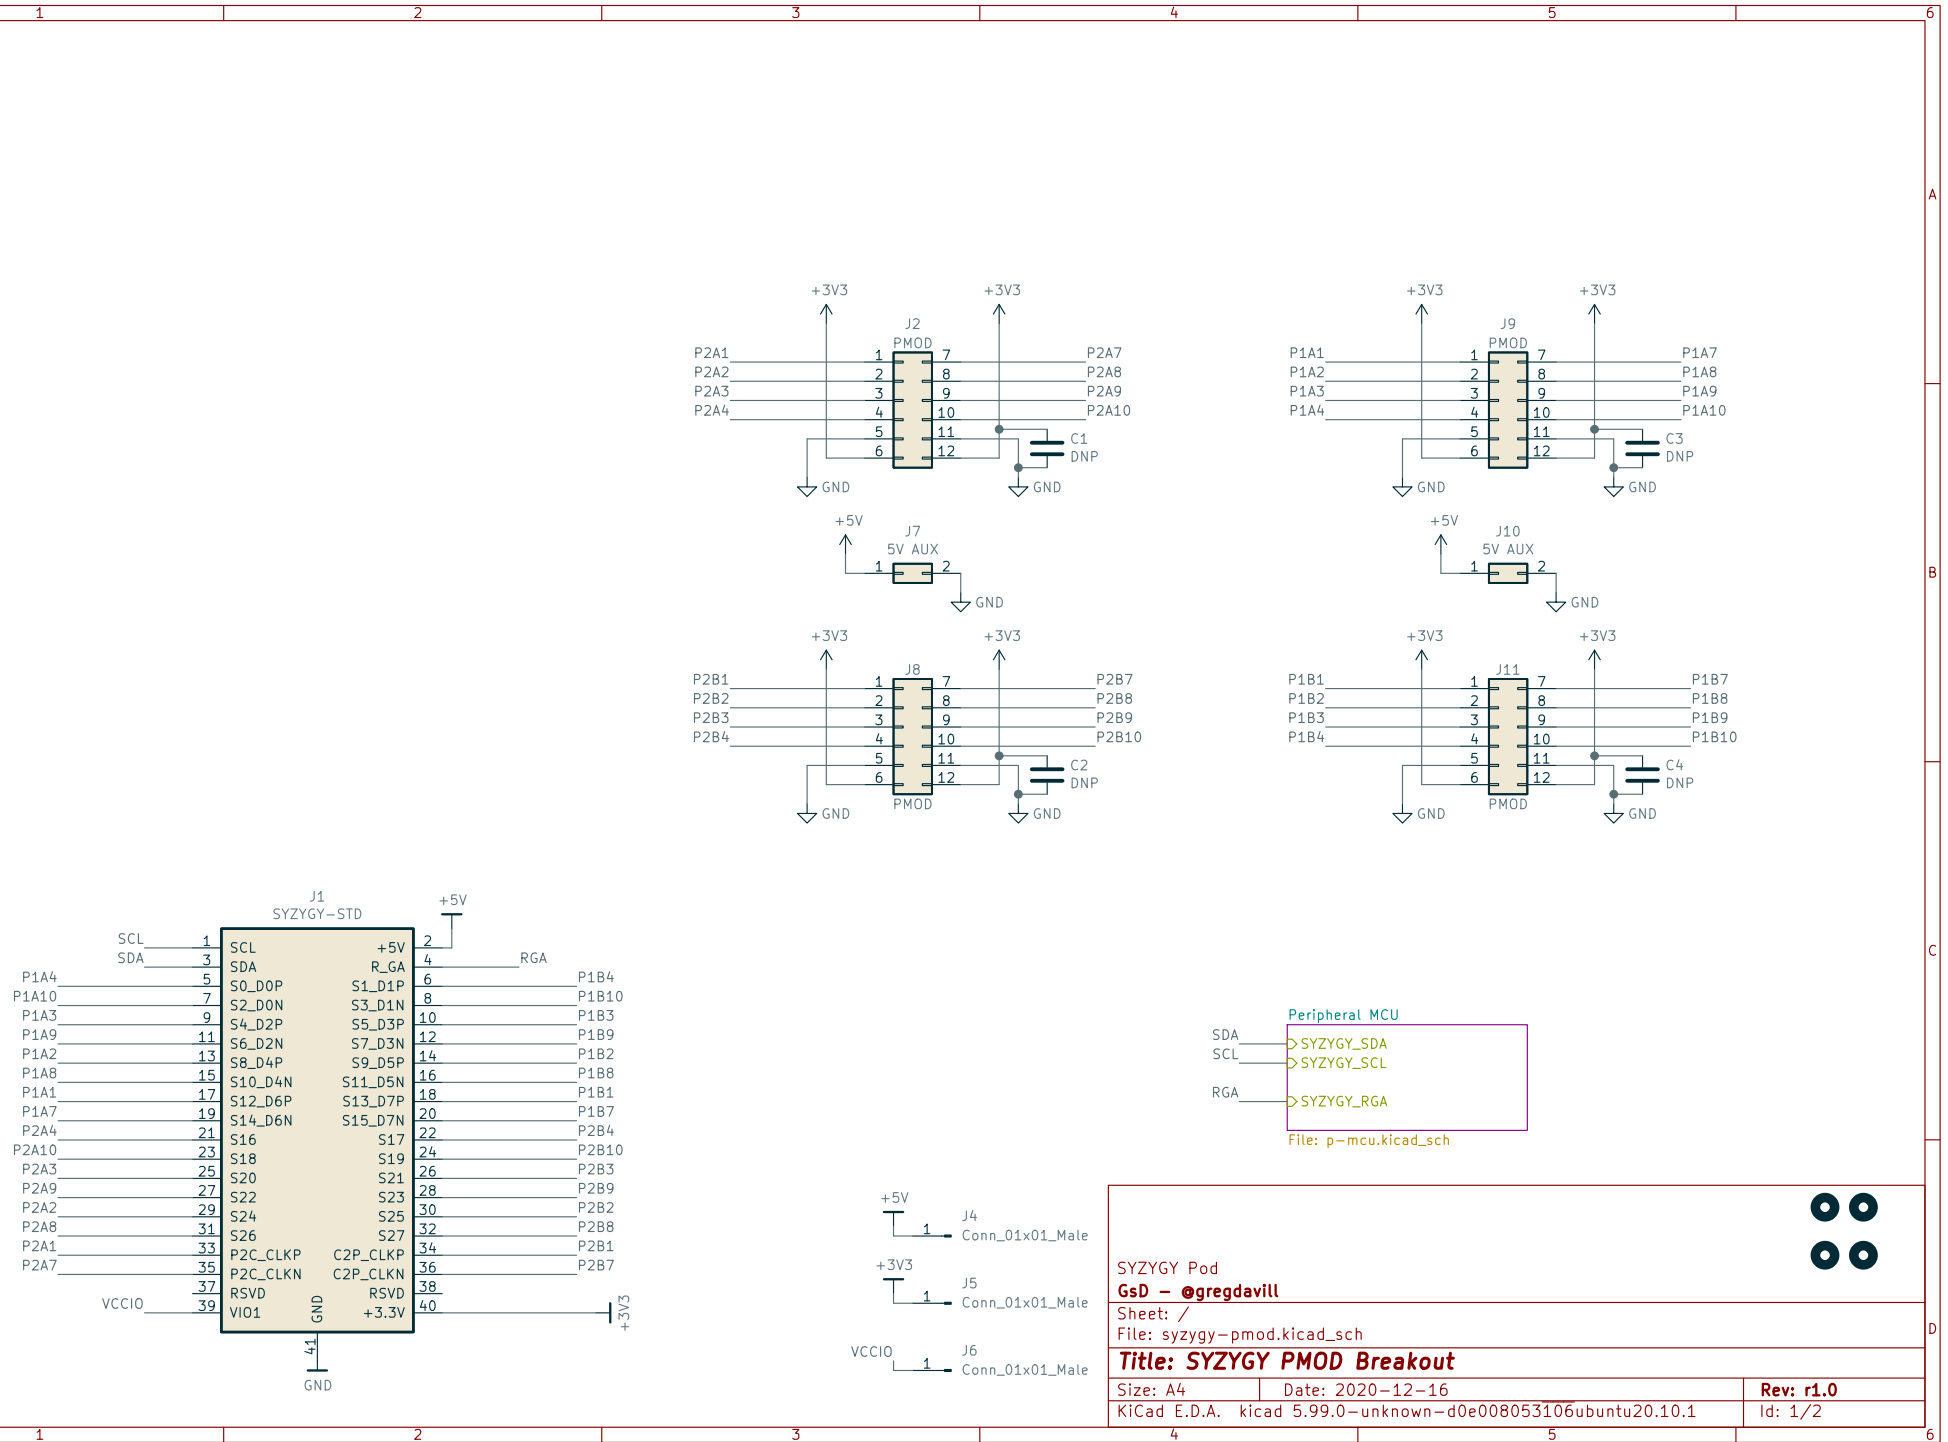 1 2 3 4 5 6
A
+3V3 +3V3 +3V3 +3V3
J2 J9
PMOD PMOD
P2A1 1 7 P2A7 P1A1 1 7 P1A7
P2A2 2 8 P2A8 P1A2 2 8 P1A8
P2A3 3 9 P2A9 P1A3 3 9 P1A9
P2A4 4 10 P2A10 P1A4 4 10 P1A10
5 11 C1 5 11 C3
6 12 DNP 6 12 DNP
GND GND GND GND
+5V +5V
J7 J10
5V AUX 5V AUX
1 2 1 2
B
GND GND
+3V3 +3V3 +3V3 +3V3
J8 J11
P2B1 1 7 P2B7 P1B1 1 7 P1B7
P2B2 2 8 P2B8 P1B2 2 8 P1B8
P2B3 3 9 P2B9 P1B3 3 9 P1B9
P2B4 4 10 P2B10 P1B4 4 10 P1B10
5 11 C2 5 11 C4
6 12 DNP 6 12 DNP
PMOD PMOD
GND GND GND GND
J1
SYZYGY-STD
+5V
SCL 1 SCL +5V 2
SDA 3 SDA R_GA 4 RGA
P1A4 5 S0_D0P S1_D1P 6 P1B4
P1A10 7 S2_D0N S3_D1N 8 P1B10
P1A3 9 S4_D2P S5_D3P 10 P1B3
P1A9 11 S6_D2N S7_D3N 12 P1B9
P1A2 13 S8_D4P S9_D5P 14 P1B2
P1A8 15 S10_D4N S11_D5N 16 P1B8
P1A1 17 S12_D6P S13_D7P 18 P1B1
P1A7 19 S14_D6N S15_D7N 20 P1B7
P2A4 21 S16 S17 22 P2B4
P2A10 23 S18 S19 24 P2B10
P2A3 25 S20 S21 26 P2B3
P2A9 27 S22 S23 28 P2B9
P2A2 29 S24 S25 30 P2B2
P2A8 31 S26 S27 32 P2B8
P2A1 33 P2C_CLKP C2P_CLKP 34 P2B1
P2A7 35 P2C_CLKN C2P_CLKN 36 P2B7
37 RSVD RSVD 38
VCCIO 39 VIO1 GND +3.3V 40 +3V3
41
GND
C
Peripheral MCU
SDA SYZYGY_SDA
SCL SYZYGY_SCL
RGA SYZYGY_RGA
File: p-mcu.kicad_sch
+5V
J4
1 Conn_01x01_Male
+3V3
J5
1 Conn_01x01_Male
VCCIO
J6
1 Conn_01x01_Male
SYZYGY Pod
GsD - @gregdavill
Sheet: /
File: syzygy-pmod.kicad_sch
D
Title: SYZYGY PMOD Breakout
Size: A4 Date: 2020-12-16 Rev: r1.0
KiCad E.D.A. kicad 5.99.0-unknown-d0e008053106ubuntu20.10.1 Id: 1/2
1 2 3 4 5 6